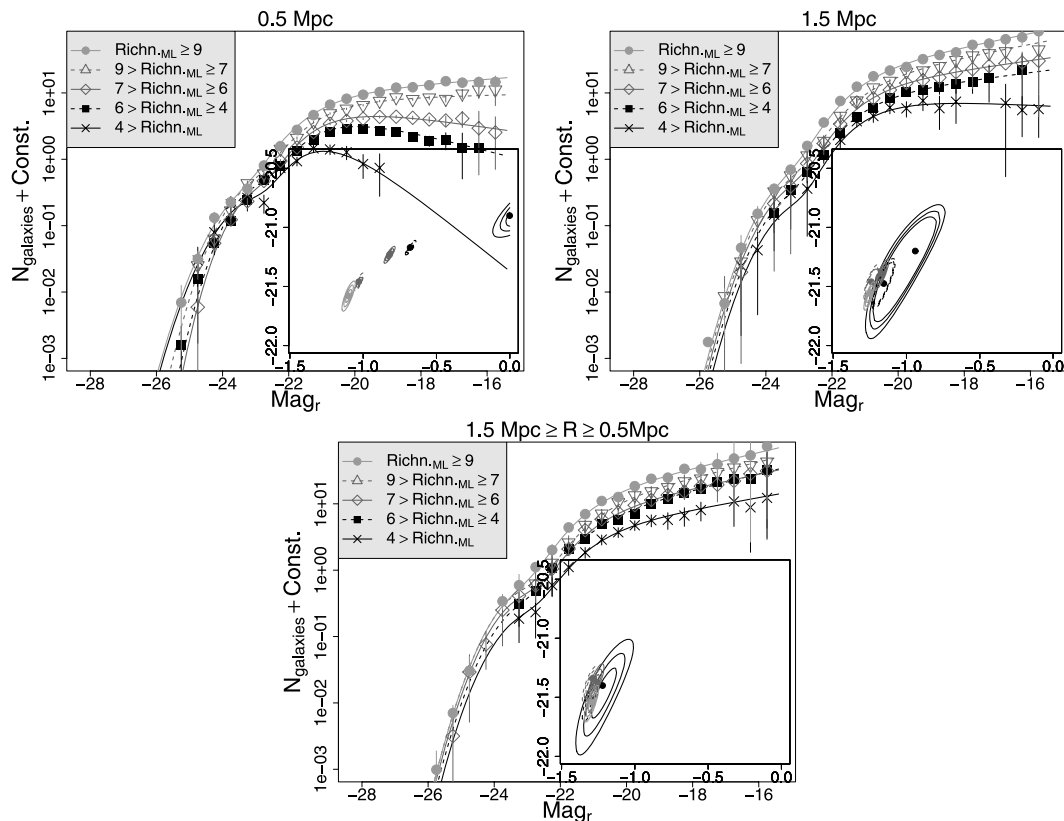 0.5 Mpc
Richn.ML ≥ 9
9 > Richn.ML ≥ 7
7 > Richn.ML ≥ 6
6 > Richn.ML ≥ 4
4 > Richn.ML
Ngalaxies + Const.
1e+01
1e+00
1e-01
1e-02
1e-03
-20.5
-21.0
-21.5
-22.0
-1.5 -1.0 -0.5 0.0
-28 -26 -24 -22 -20 -18 -16
Magr
1.5 Mpc
Richn.ML ≥ 9
9 > Richn.ML ≥ 7
7 > Richn.ML ≥ 6
6 > Richn.ML ≥ 4
4 > Richn.ML
Ngalaxies + Const.
1e+01
1e+00
1e-01
1e-02
1e-03
-20.5
-21.0
-21.5
-22.0
-1.5 -1.0 -0.5 0.0
-28 -26 -24 -22 -20 -18 -16
Magr
1.5 Mpc ≥ R ≥ 0.5Mpc
Richn.ML ≥ 9
9 > Richn.ML ≥ 7
7 > Richn.ML ≥ 6
6 > Richn.ML ≥ 4
4 > Richn.ML
Ngalaxies + Const.
1e+01
1e+00
1e-01
1e-02
1e-03
-20.5
-21.0
-21.5
-22.0
-1.5 -1.0 -0.5 0.0
-28 -26 -24 -22 -20 -18 -16
Magr